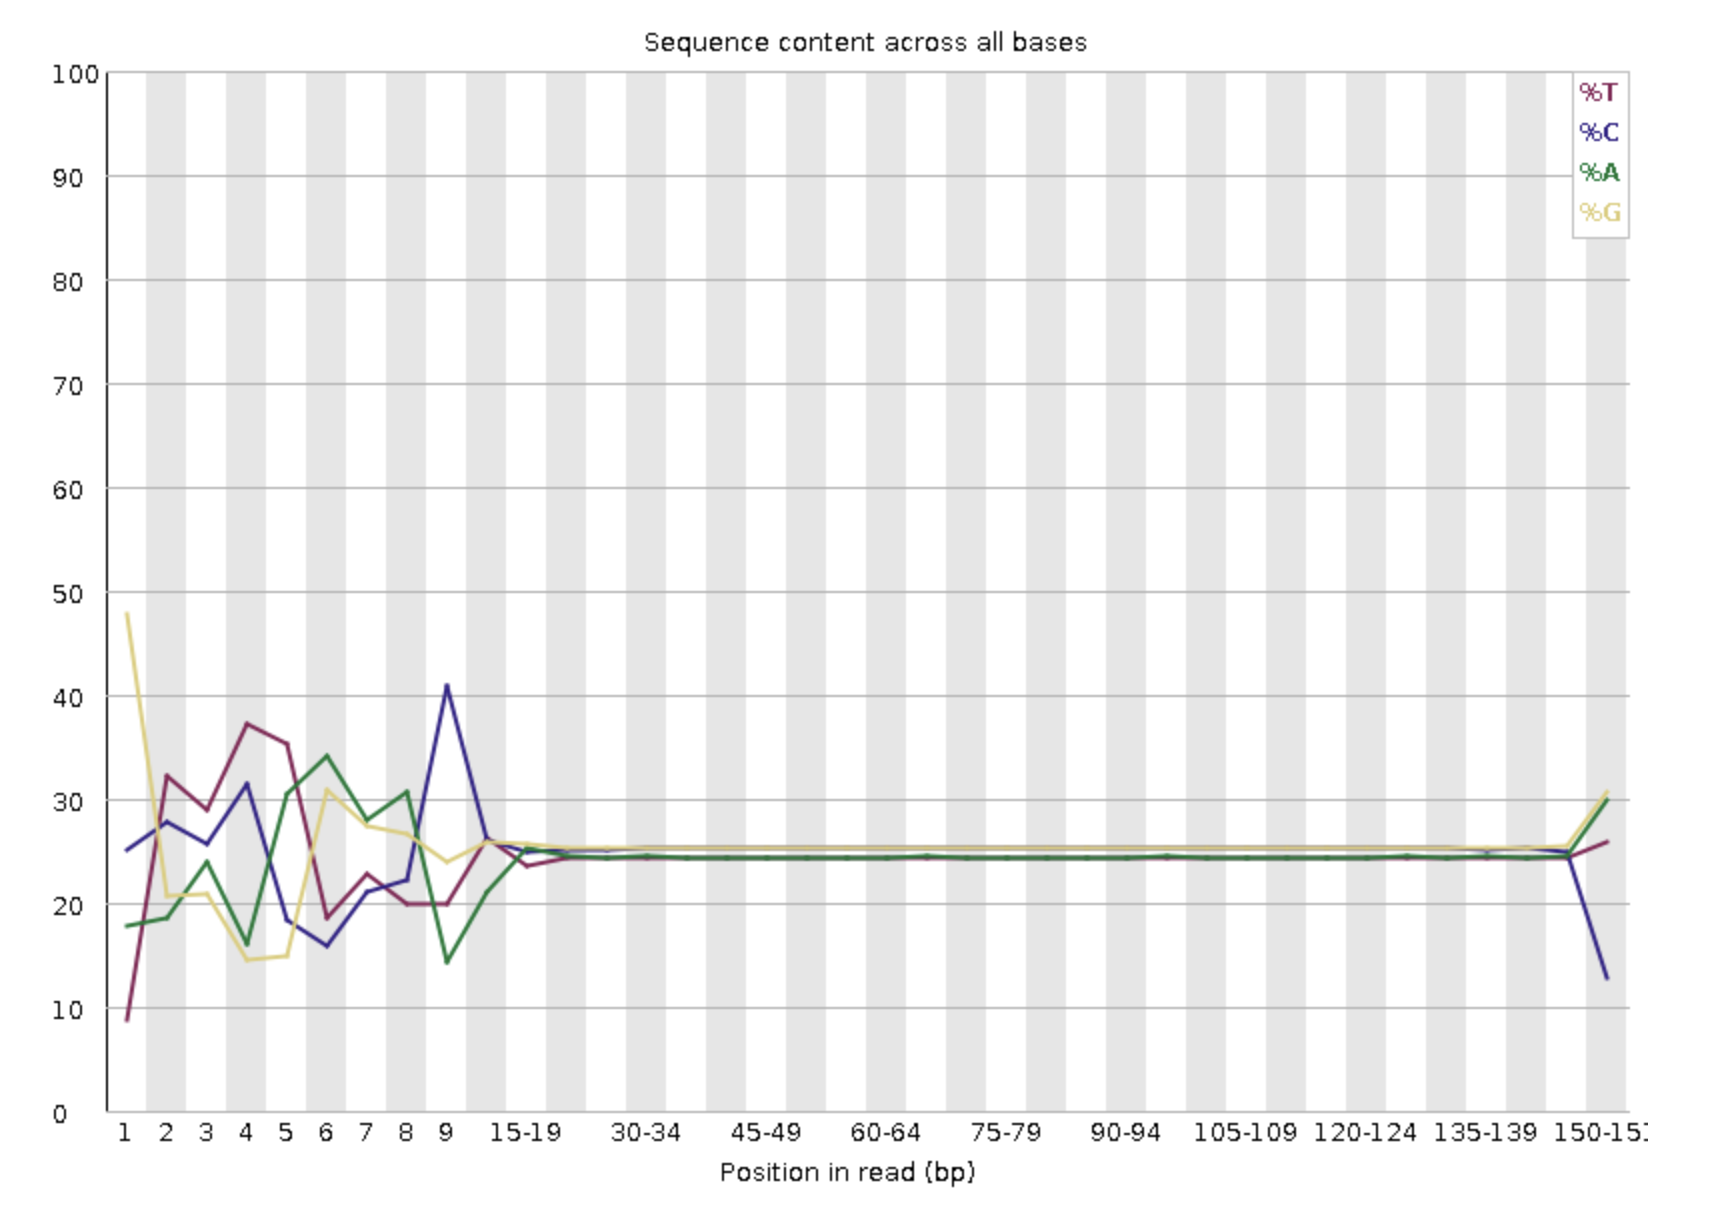 Sequence content across all bases
%T
%C
%A
%G
100
90
80
70
60
50
40
30
20
10
0
1 2 3 4 5 6 7 8 9 15-19 30-34 45-49 60-64 75-79 90-94 105-109 120-124 135-139
Position in read (bp)